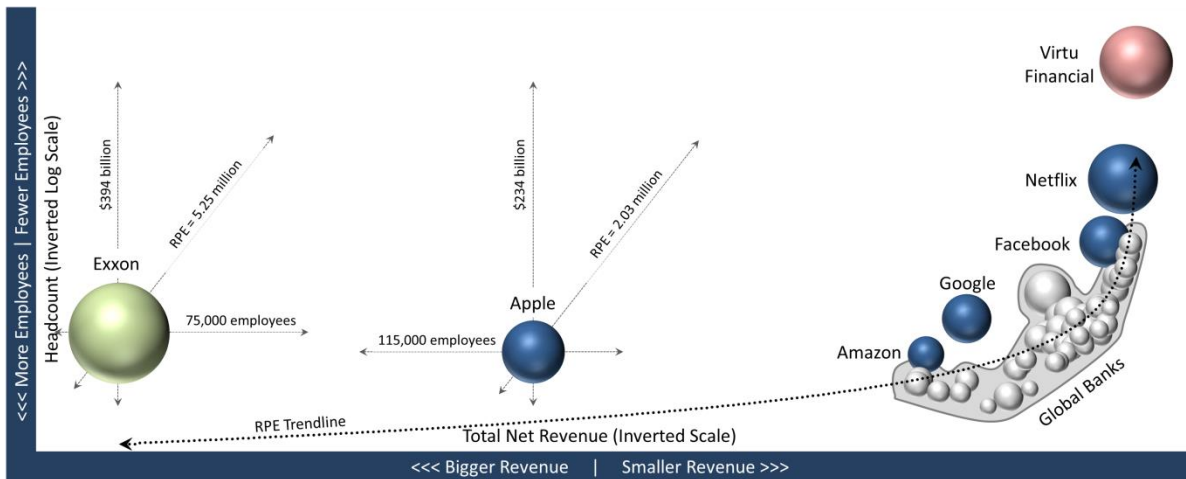 <<< More Employees | Fewer Employees >>>
Headcount (Inverted Log Scale)
Exxon
$394 billion
RPE = 5.25 million
75,000 employees
Apple
$234 billion
RPE = 2.03 million
115,000 employees
Virtu
Financial
Netflix
Facebook
Google
Amazon
Global Banks
RPE Trendline
Total Net Revenue (Inverted Scale)
<<< Bigger Revenue | Smaller Revenue >>>